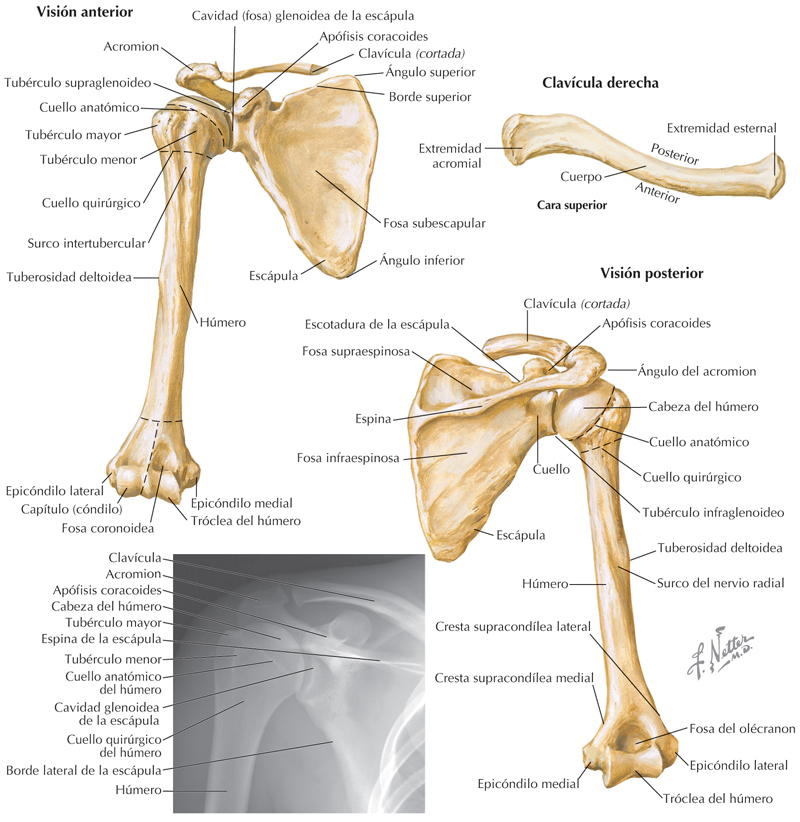 Visión anterior
Cavidad (fosa) glenoidea de la escápula
Apófisis coracoides
Acromion
Clavícula (cortada)
Ángulo superior
Tubérculo supraglenoideo
Borde superior
Cuello anatómico
Tubérculo mayor
Tubérculo menor
Cuello quirúrgico
Fosa subescapular
Surco intertubercular
Ángulo inferior
Tuberosidad deltoidea
Escápula
Húmero
Epicóndilo lateral
Capítulo (cóndilo)
Fosa coronoidea
Epicóndilo medial
Tróclea del húmero
Clavícula derecha
Extremidad esternal
Extremidad
acromial
Posterior
Cuerpo
Anterior
Cara superior
Visión posterior
Clavícula (cortada)
Escotadura de la escápula
Apófisis coracoides
Fosa supraespinosa
Ángulo del acromion
Espina
Cabeza del húmero
Cuello anatómico
Fosa infraespinosa
Cuello
Cuello quirúrgico
Tubérculo infraglenoideo
Escápula
Tuberosidad deltoidea
Húmero
Surco del nervio radial
Cresta supracondílea lateral
Cresta supracondílea medial
Fosa del olécranon
Epicóndilo medial
Epicóndilo lateral
Tróclea del húmero
F. Netter
M.D.
Clavícula
Acromion
Apófisis coracoides
Cabeza del húmero
Tubérculo mayor
Espina de la escápula
Tubérculo menor
Cuello anatómico
del húmero
Cavidad glenoidea
de la escápula
Cuello quirúrgico
del húmero
Borde lateral de la escápula
Húmero